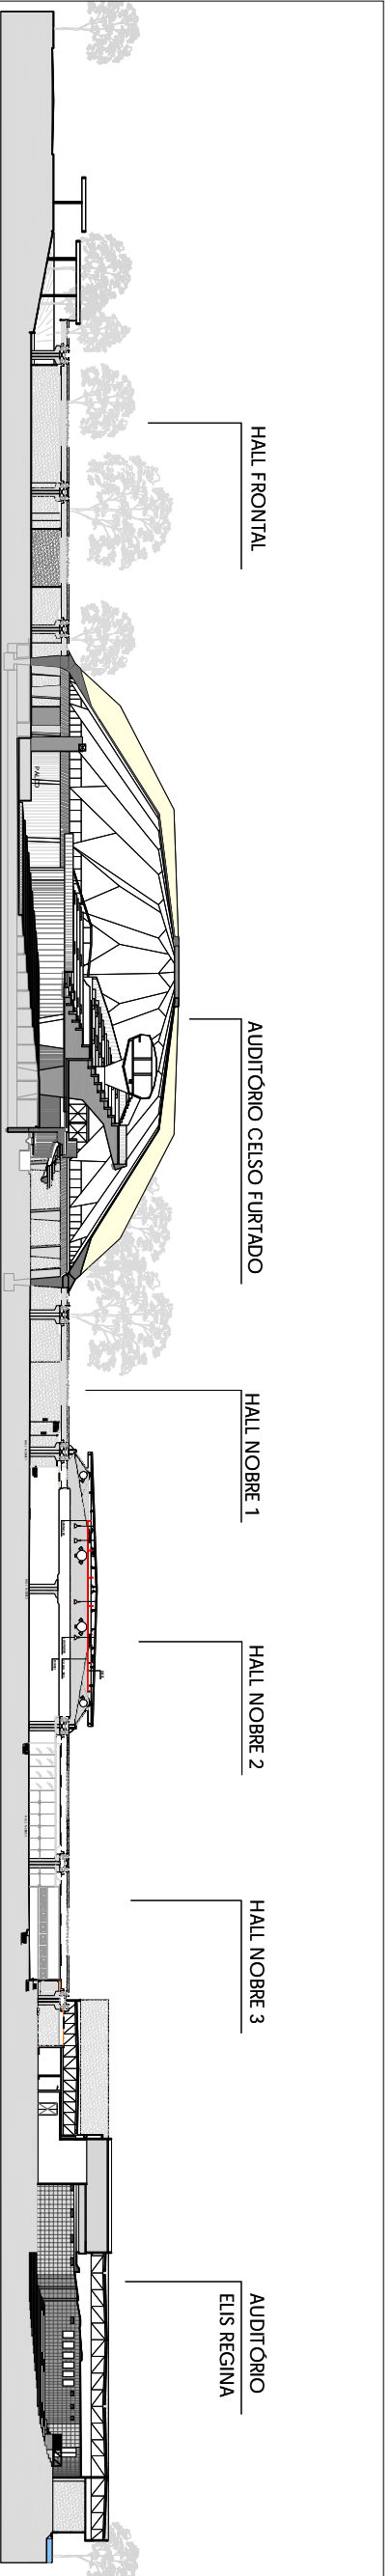 HALL FRONTAL
AUDITÓRIO CELSO FURTADO
HALL NOBRE 1
HALL NOBRE 2
HALL NOBRE 3
AUDITÓRIO
ELIS REGINA
PALCO